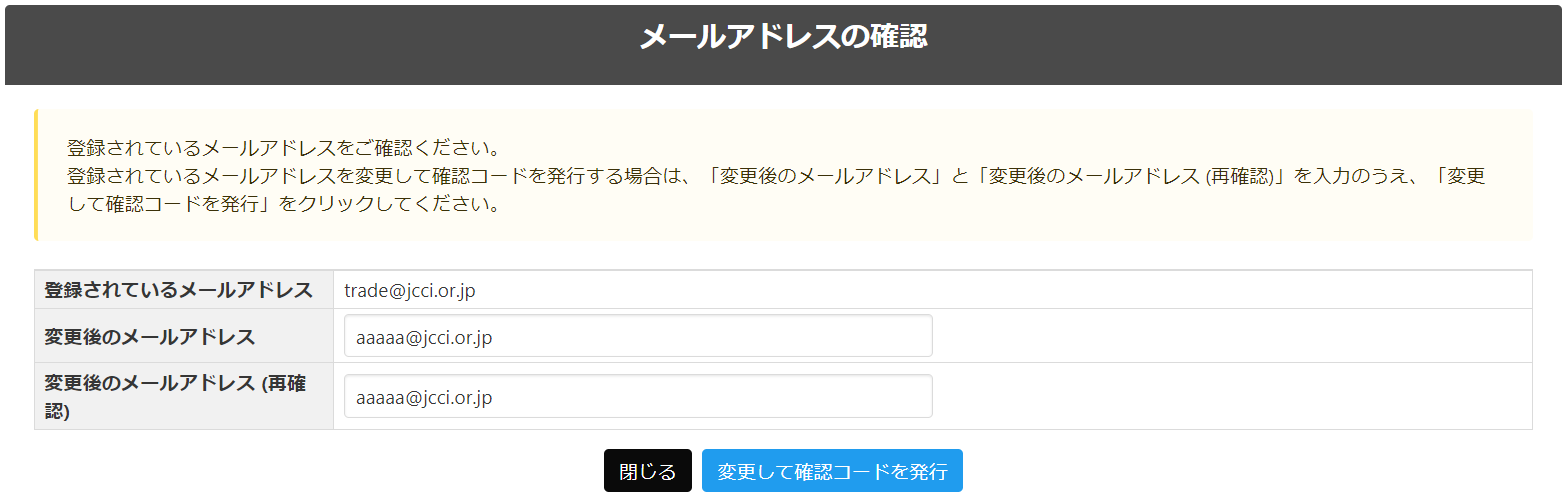 メールアドレスの確認
登録されているメールアドレスをご確認ください。
登録されているメールアドレスを変更して確認コードを発行する場合は、「変更後のメールアドレス」と「変更後のメールアドレス (再確認)」を入力のうえ、「変更
して確認コードを発行」をクリックしてください。
登録されているメールアドレス trade@jcci.or.jp
変更後のメールアドレス aaaaa@jcci.or.jp
変更後のメールアドレス (再確
認) aaaaa@jcci.or.jp
閉じる 変更して確認コードを発行